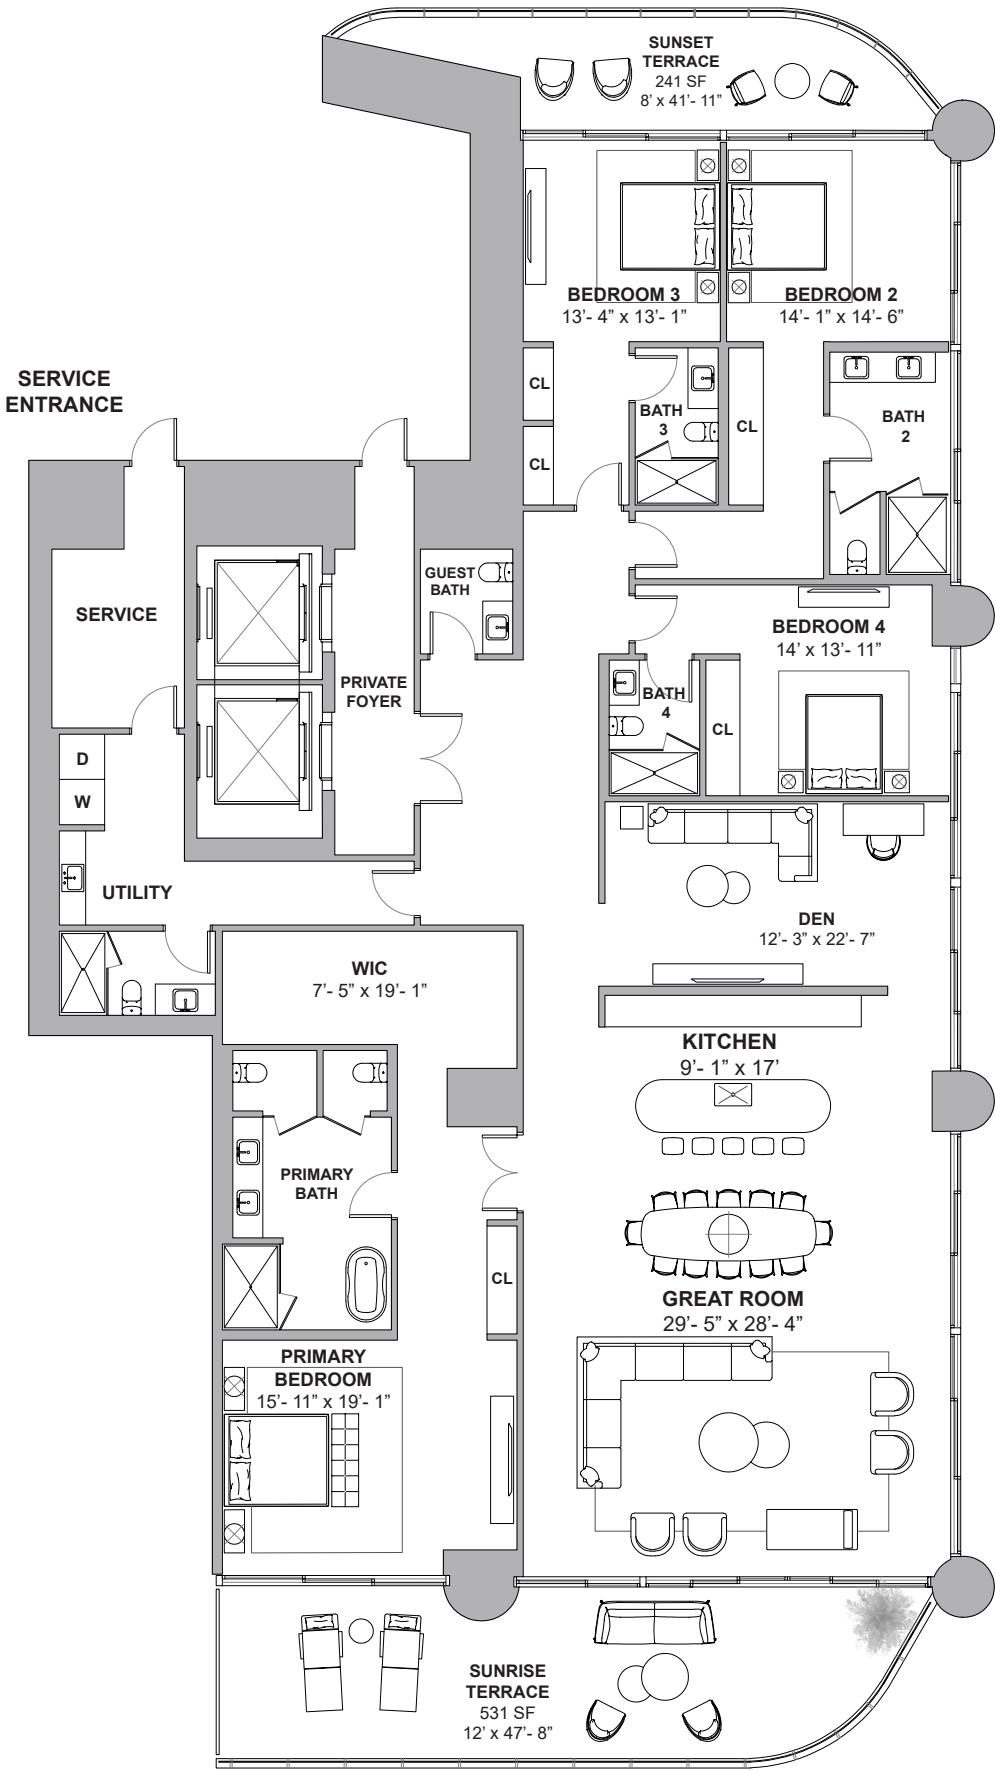 SUNSET
TERRACE
241 SF
8' x 41'- 11”
BEDROOM 3
13'- 4” x 13'- 1”
BEDROOM 2
14'- 1” x 14'- 6”
SERVICE
ENTRANCE
CL
CL
BATH
3
CL
BATH
2
GUEST
BATH
SERVICE
BEDROOM 4
14' x 13'- 11”
PRIVATE
FOYER
BATH
4
CL
D
W
UTILITY
DEN
12'- 3” x 22'- 7”
WIC
7'- 5” x 19'- 1”
KITCHEN
9'- 1” x 17'
PRIMARY
BATH
CL
GREAT ROOM
29'- 5” x 28'- 4”
PRIMARY
BEDROOM
15'- 11” x 19'- 1”
SUNRISE
TERRACE
531 SF
12' x 47'- 8”